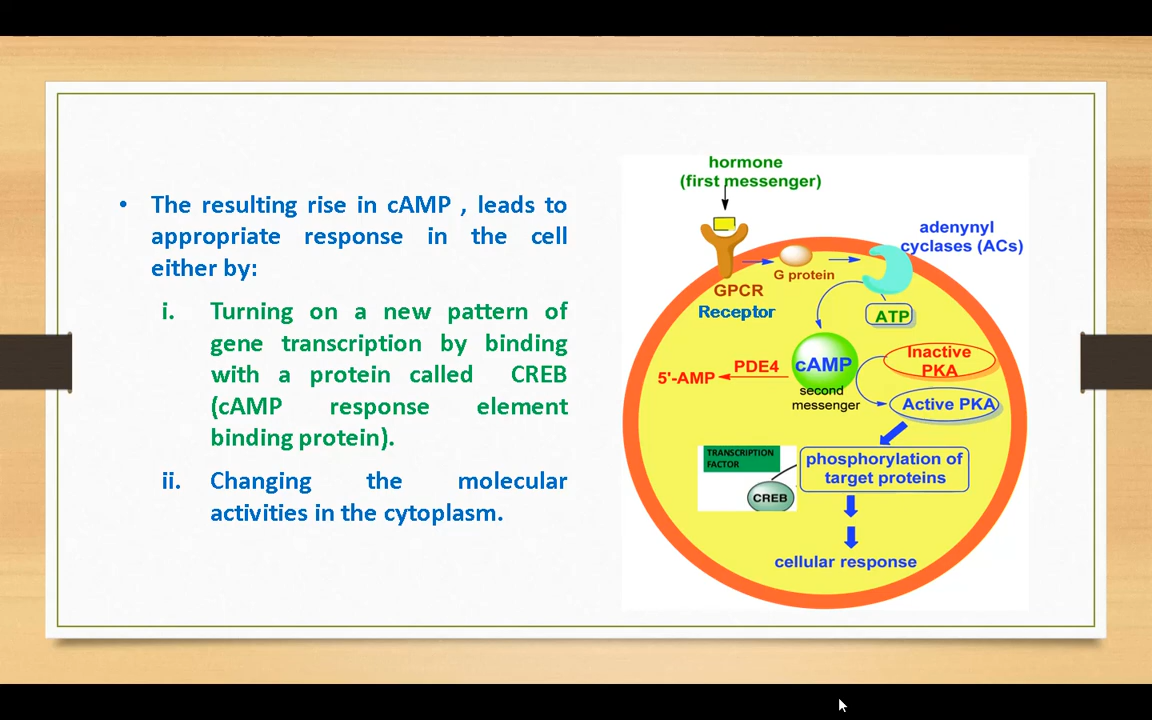 • The resulting rise in cAMP , leads to
appropriate response in the cell
either by:
i. Turning on a new pattern of
gene transcription by binding
with a protein called CREB
(cAMP response element
binding protein).
ii. Changing the molecular
activities in the cytoplasm.
hormone
(first messenger)
adenynyl
cyclases (ACs)
G protein
GPCR
Receptor
ATP
cAMP
second
messenger
PDE4
5'-AMP
Inactive
PKA
Active PKA
TRANSCRIPTION
FACTOR
CREB
phosphorylation of
target proteins
cellular response